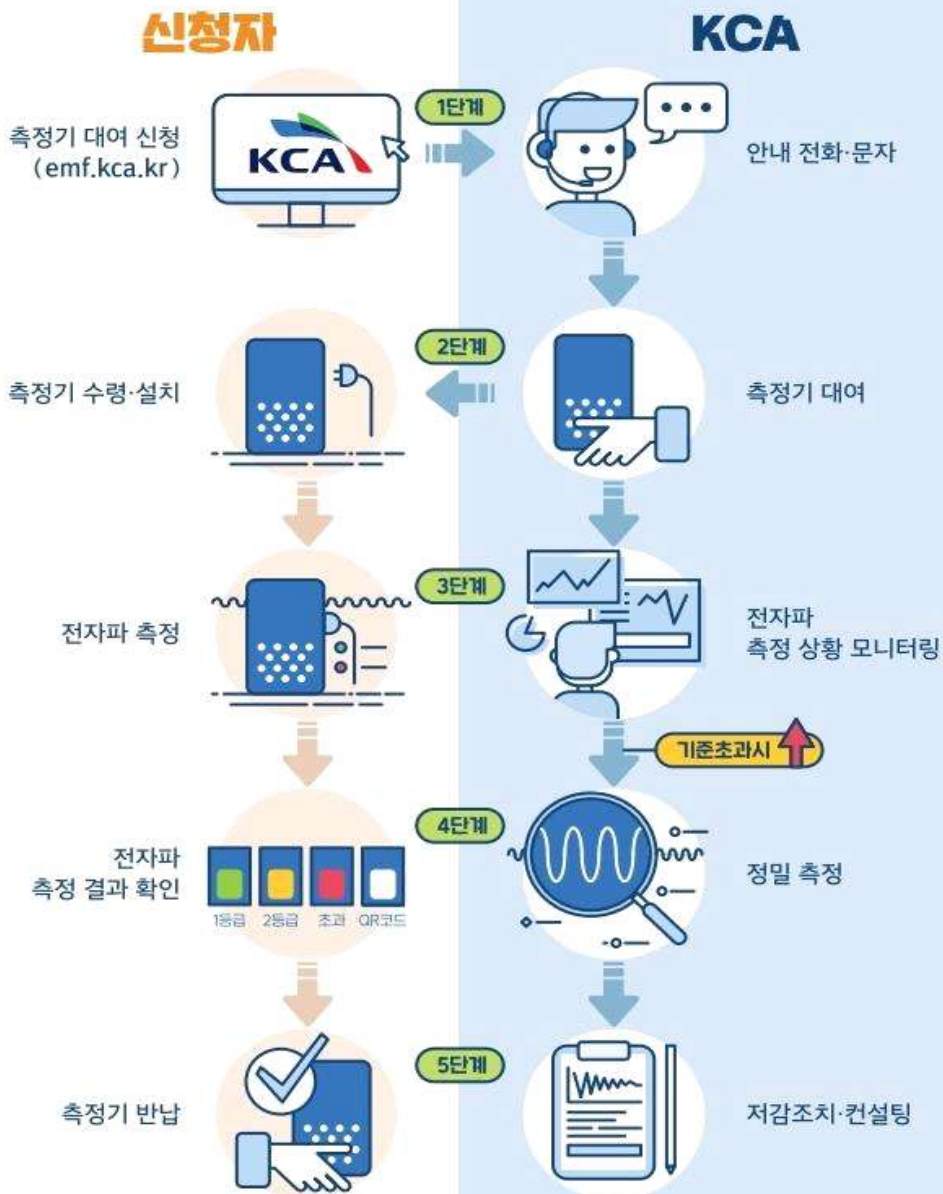 신청자
KCA
측정기 대여 신청
(emf.kca.kr)
KCA
1단계
안내 전화·문자
측정기 수령·설치
2단계
측정기 대여
전자파 측정
3단계
전자파
측정 상황 모니터링
기준초과시
전자파
측정 결과 확인
1등급
2등급
초과
QR코드
4단계
정밀 측정
측정기 반납
5단계
저감조치·컨설팅